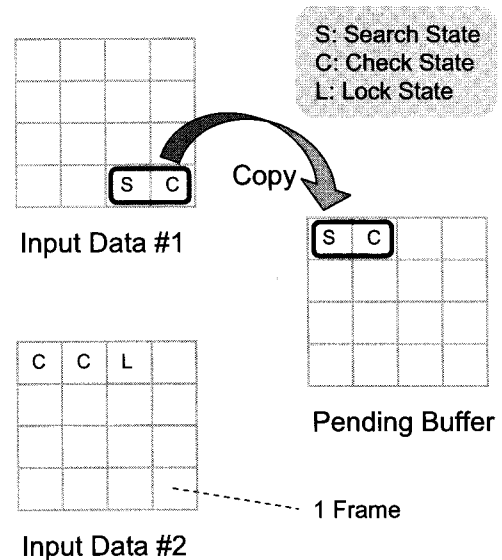 S: Search State
C: Check State
L: Lock State
S C
Copy
Input Data #1
S C
C C L
Pending Buffer
1 Frame
Input Data #2